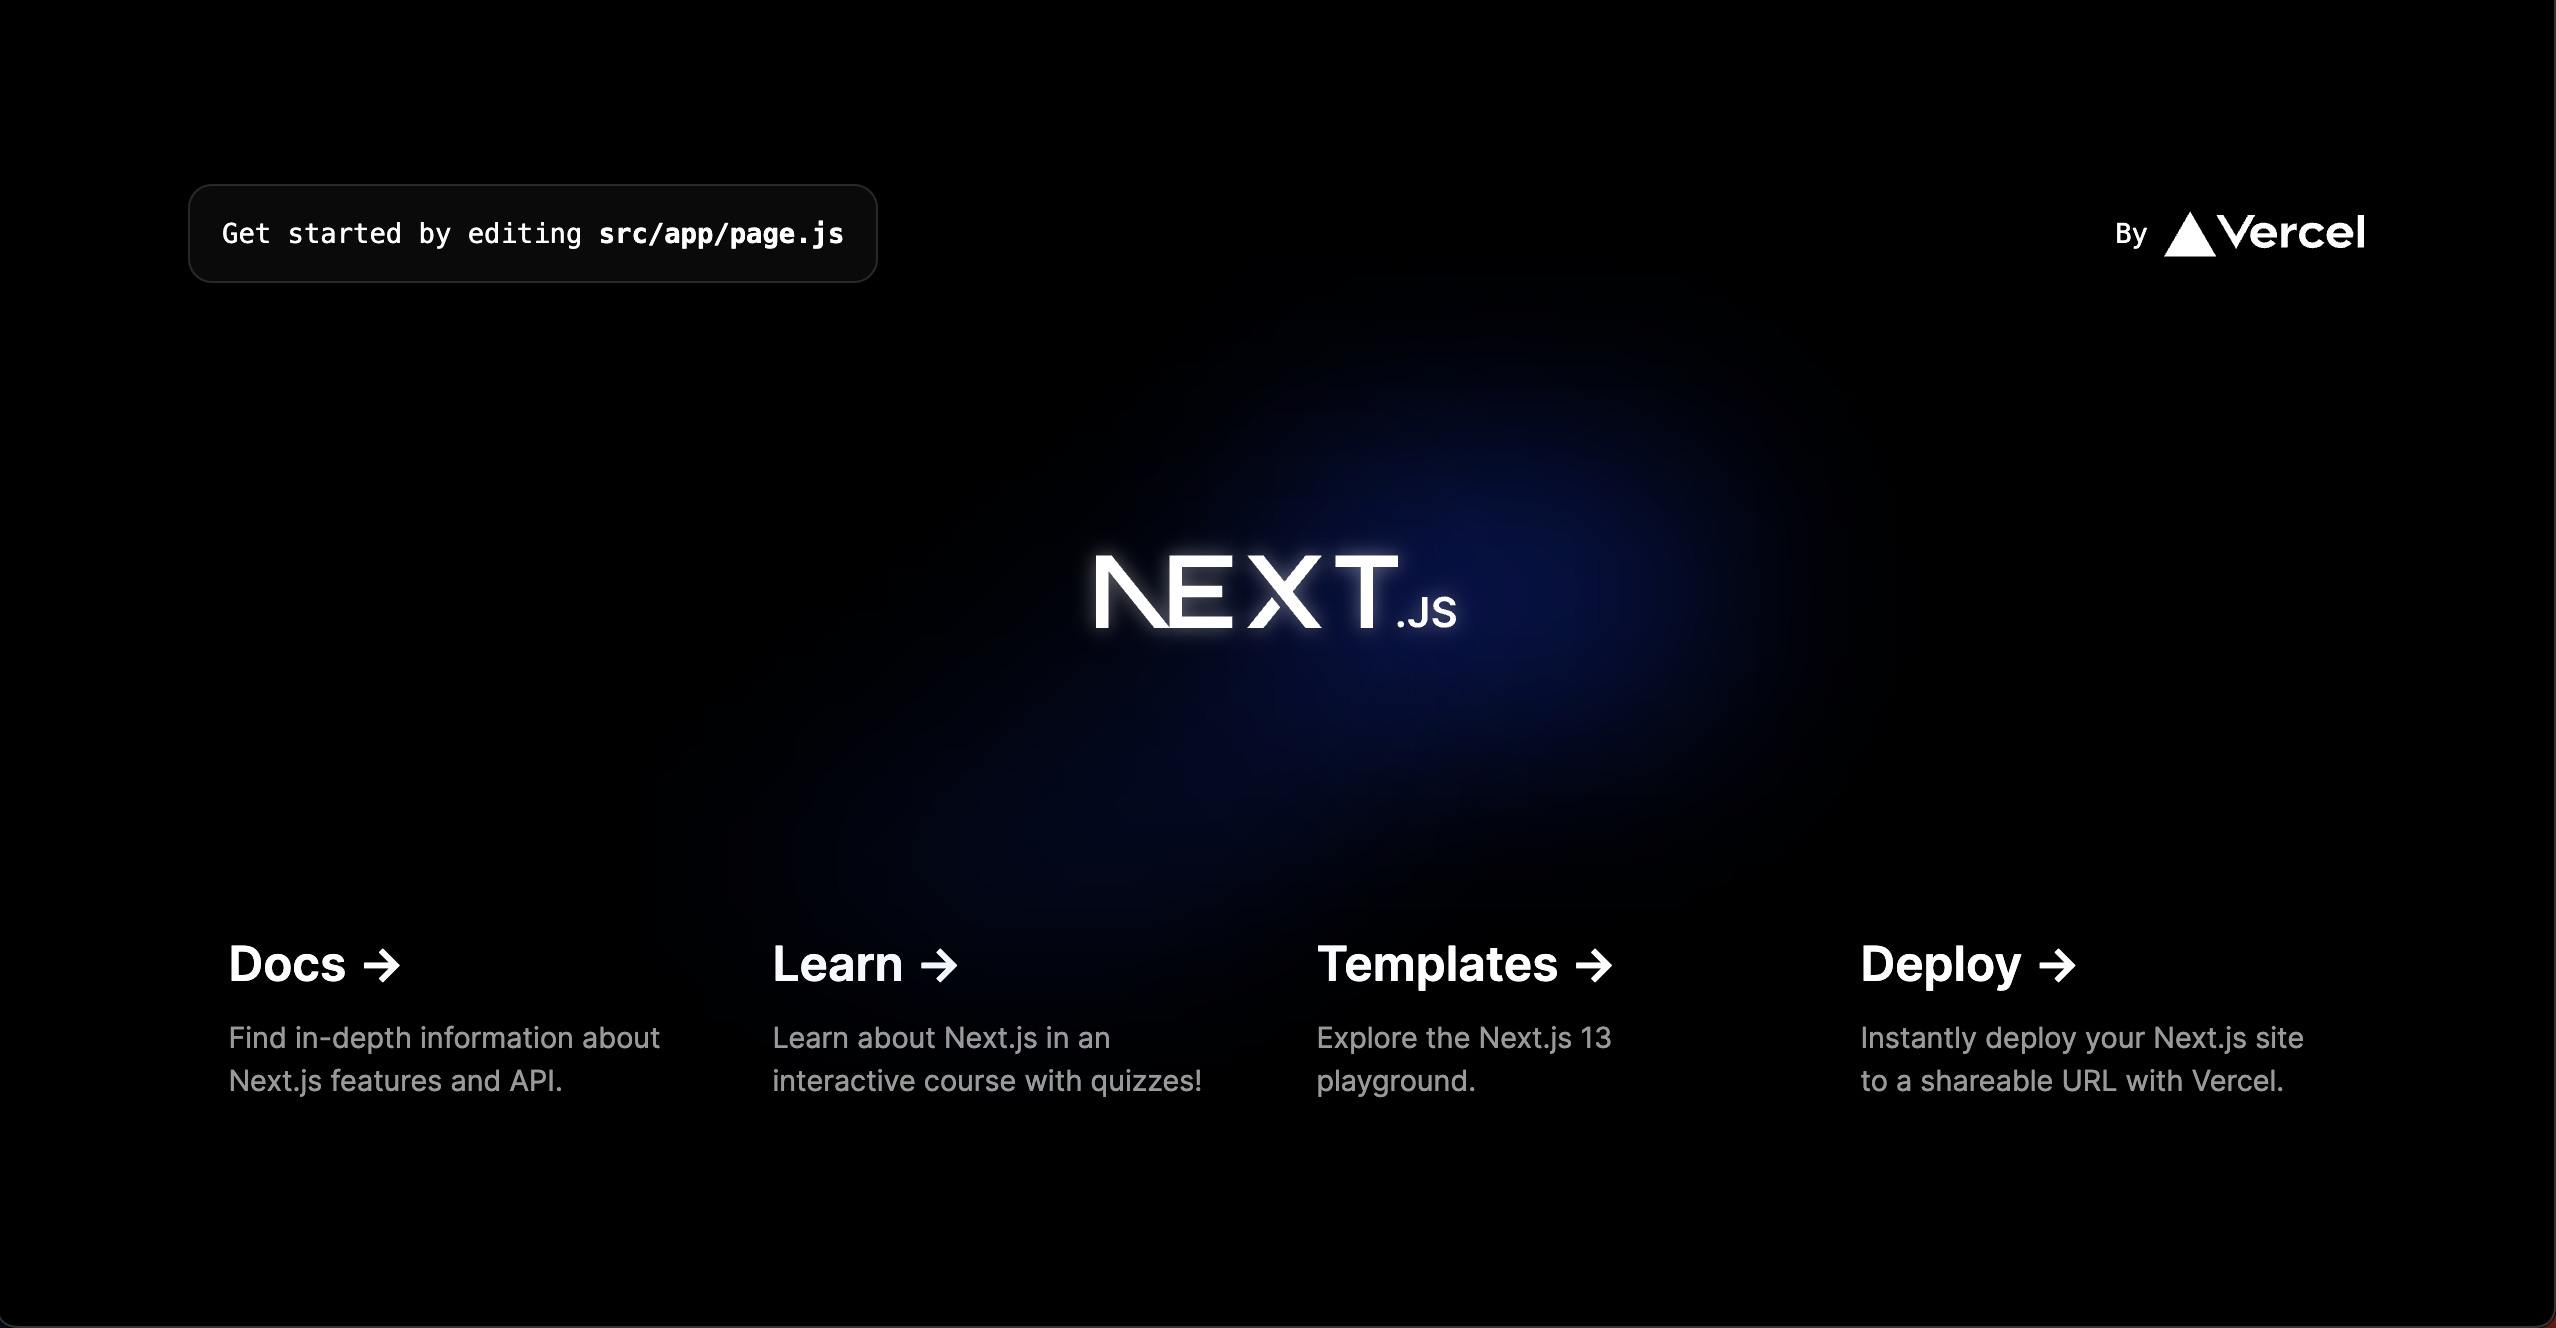 Get started by editing src/app/page.js
By Vercel
NEXT.JS
Docs →
Find in-depth information about
Next.js features and API.
Learn →
Learn about Next.js in an
interactive course with quizzes!
Templates →
Explore the Next.js 13
playground.
Deploy →
Instantly deploy your Next.js site
to a shareable URL with Vercel.